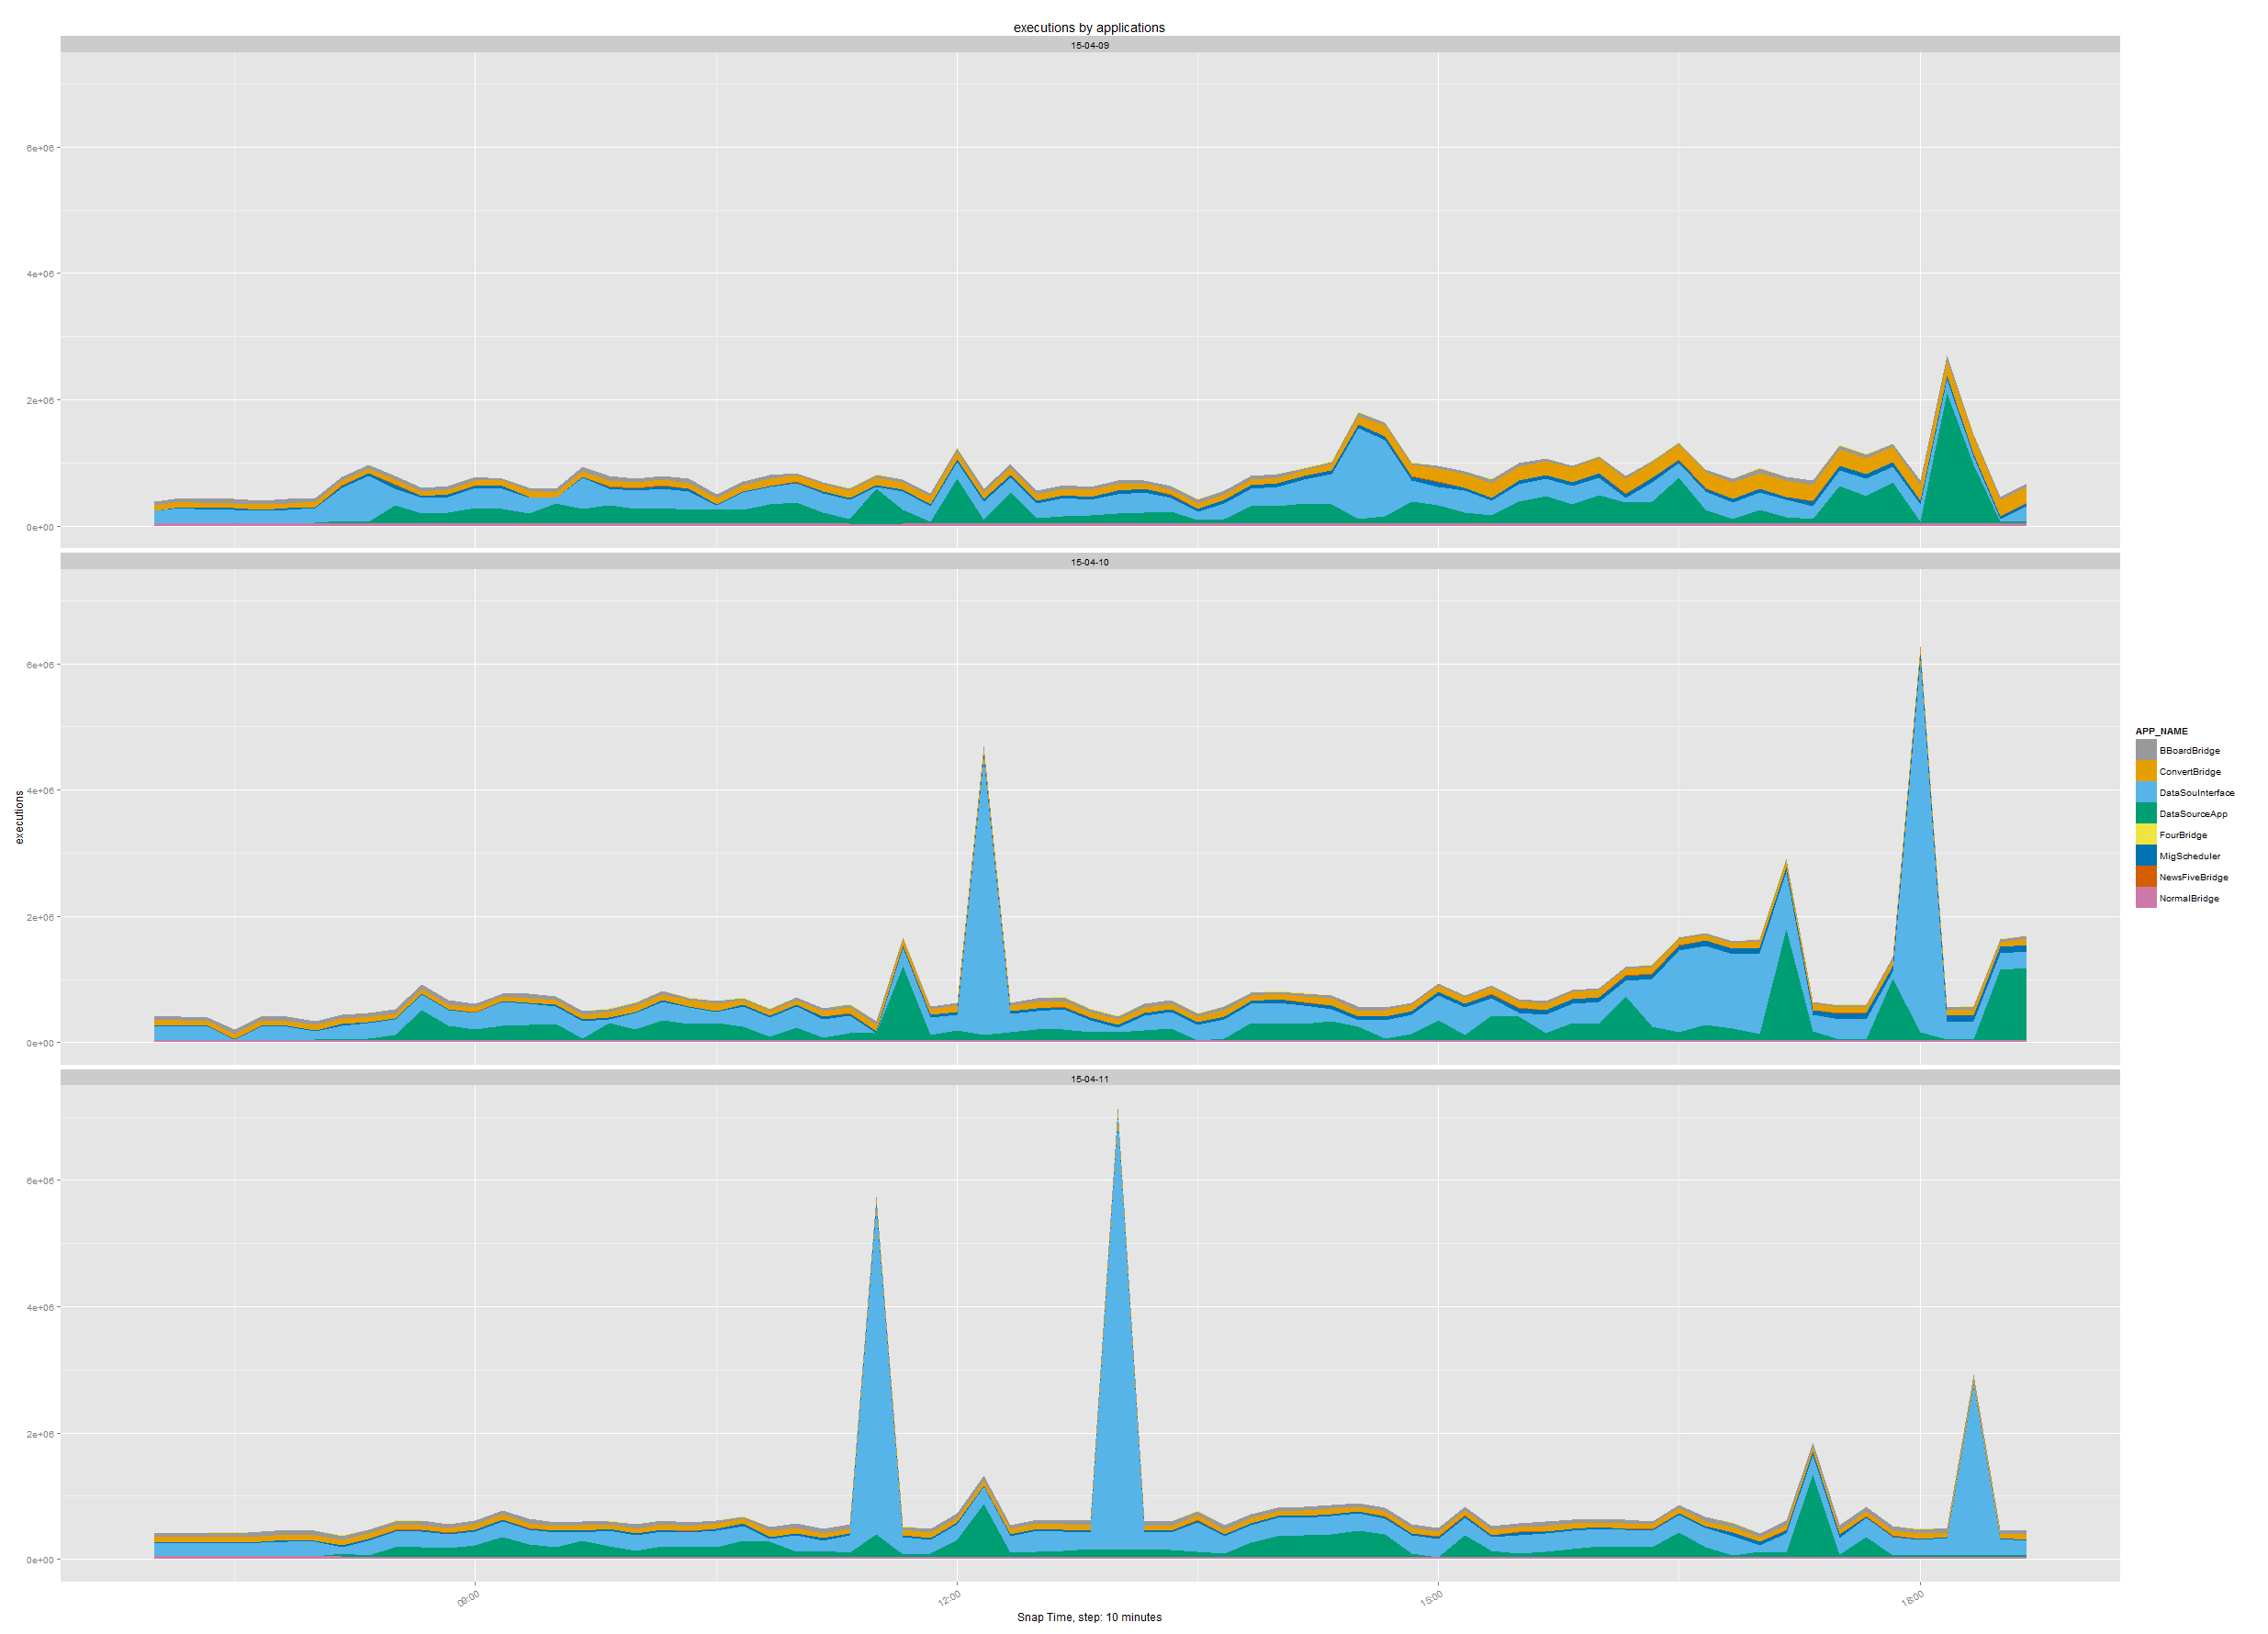 executions by applications
15-04-09
6e+06
4e+06
2e+06
0e+00
15-04-10
6e+06
4e+06
2e+06
0e+00
15-04-11
6e+06
4e+06
2e+06
0e+00
09:00
12:00
15:00
18:00
Snap Time, step: 10 minutes
executions
APP_NAME
BBoardBridge
ConvertBridge
DataSouInterface
DataSourceApp
FourBridge
MigScheduler
NewsFiveBridge
NormalBridge